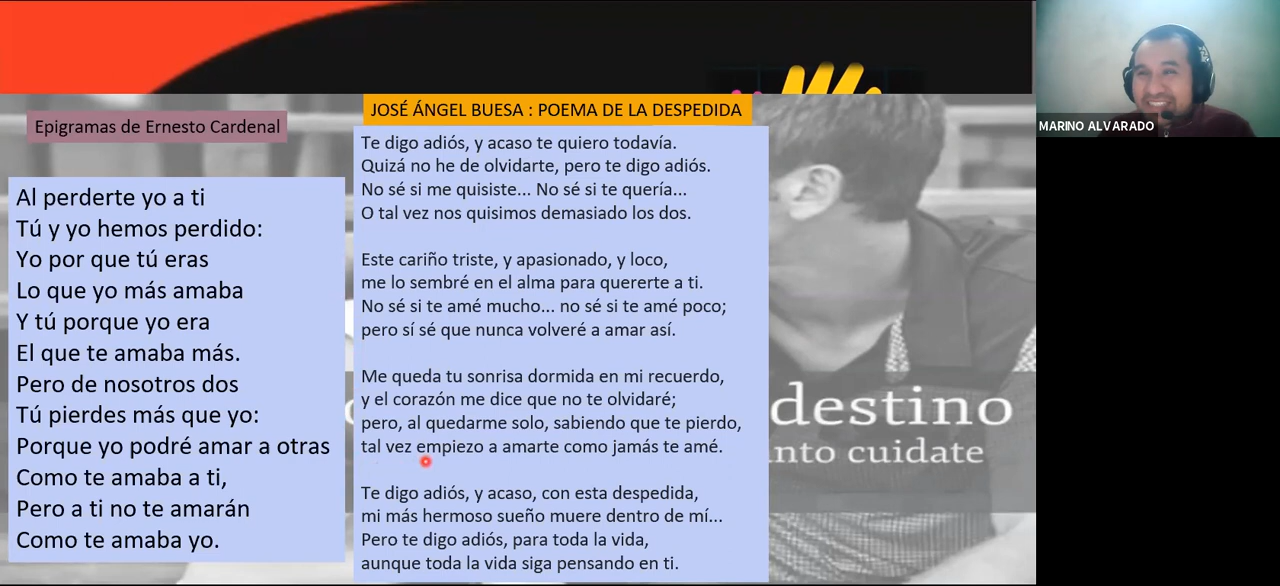 Epigramas de Ernesto Cardenal
Al perderte yo a ti
Tú y yo hemos perdido:
Yo por que tú eras
Lo que yo más amaba
Y tú porque yo era
El que te amaba más.
Pero de nosotros dos
Tú pierdes más que yo:
Porque yo podré amar a otras
Como te amaba a ti,
Pero a ti no te amarán
Como te amaba yo.
JOSÉ ÁNGEL BUESA : POEMA DE LA DESPEDIDA
Te digo adiós, y acaso te quiero todavía.
Quizá no he de olvidarte, pero te digo adiós.
No sé si me quisiste... No sé si te quería...
O tal vez nos quisimos demasiado los dos.
Este cariño triste, y apasionado, y loco,
me lo sembré en el alma para quererte a ti.
No sé si te amé mucho... no sé si te amé poco;
pero sí sé que nunca volveré a amar así.
Me queda tu sonrisa dormida en mi recuerdo,
y el corazón me dice que no te olvidaré;
pero, al quedarme solo, sabiendo que te pierdo,
tal vez empiezo a amarte como jamás te amé.
Te digo adiós, y acaso, con esta despedida,
mi más hermoso sueño muere dentro de mí...
Pero te digo adiós, para toda la vida,
aunque toda la vida siga pensando en ti.
destino
nto cuidate
MARINO ALVARADO